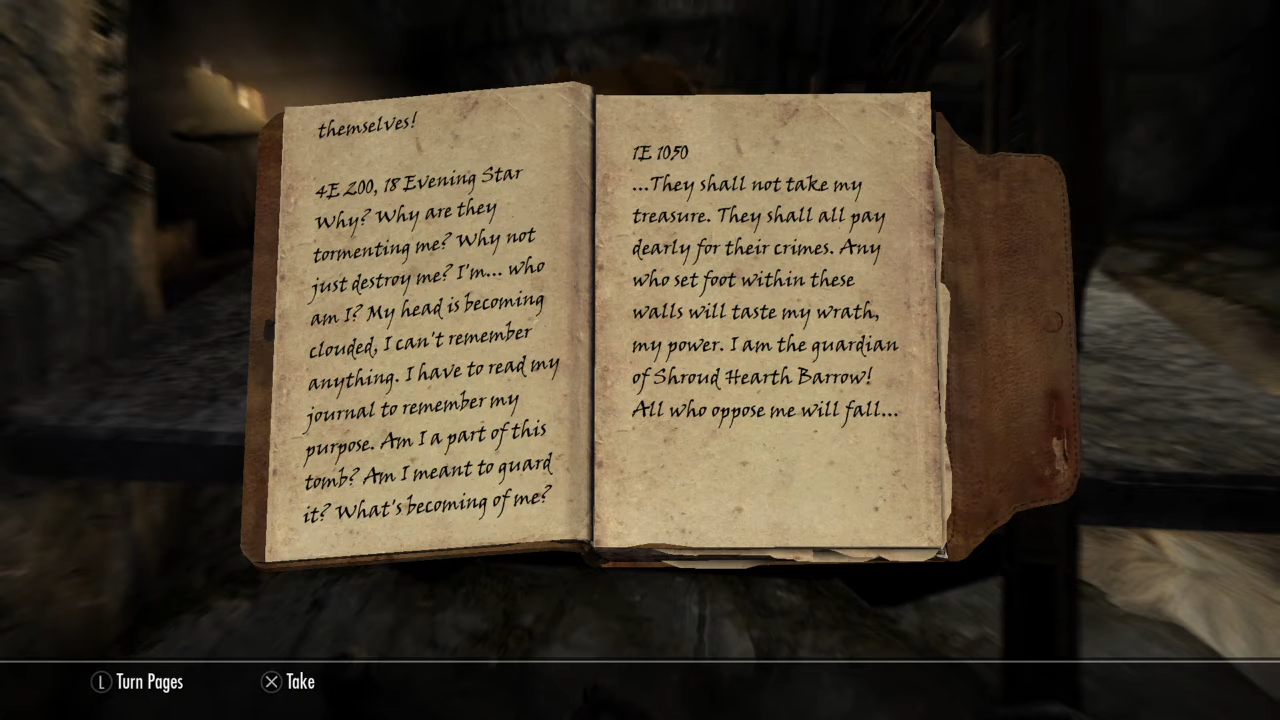 themselves!
4E 200, 18 Evening Star
Why? Why are they
tormenting me? Why not
just destroy me? I'm... who
am I? My head is becoming
clouded, I can't remember
anything. I have to read my
journal to remember my
purpose. Am I a part of this
tomb? Am I meant to guard
it? What's becoming of me?
1E 1050
...They shall not take my
treasure. They shall all pay
dearly for their crimes. Any
who set foot within these
walls will taste my wrath,
my power. I am the guardian
of Shroud Hearth Barrow!
All who oppose me will fall...
L Turn Pages
X Take